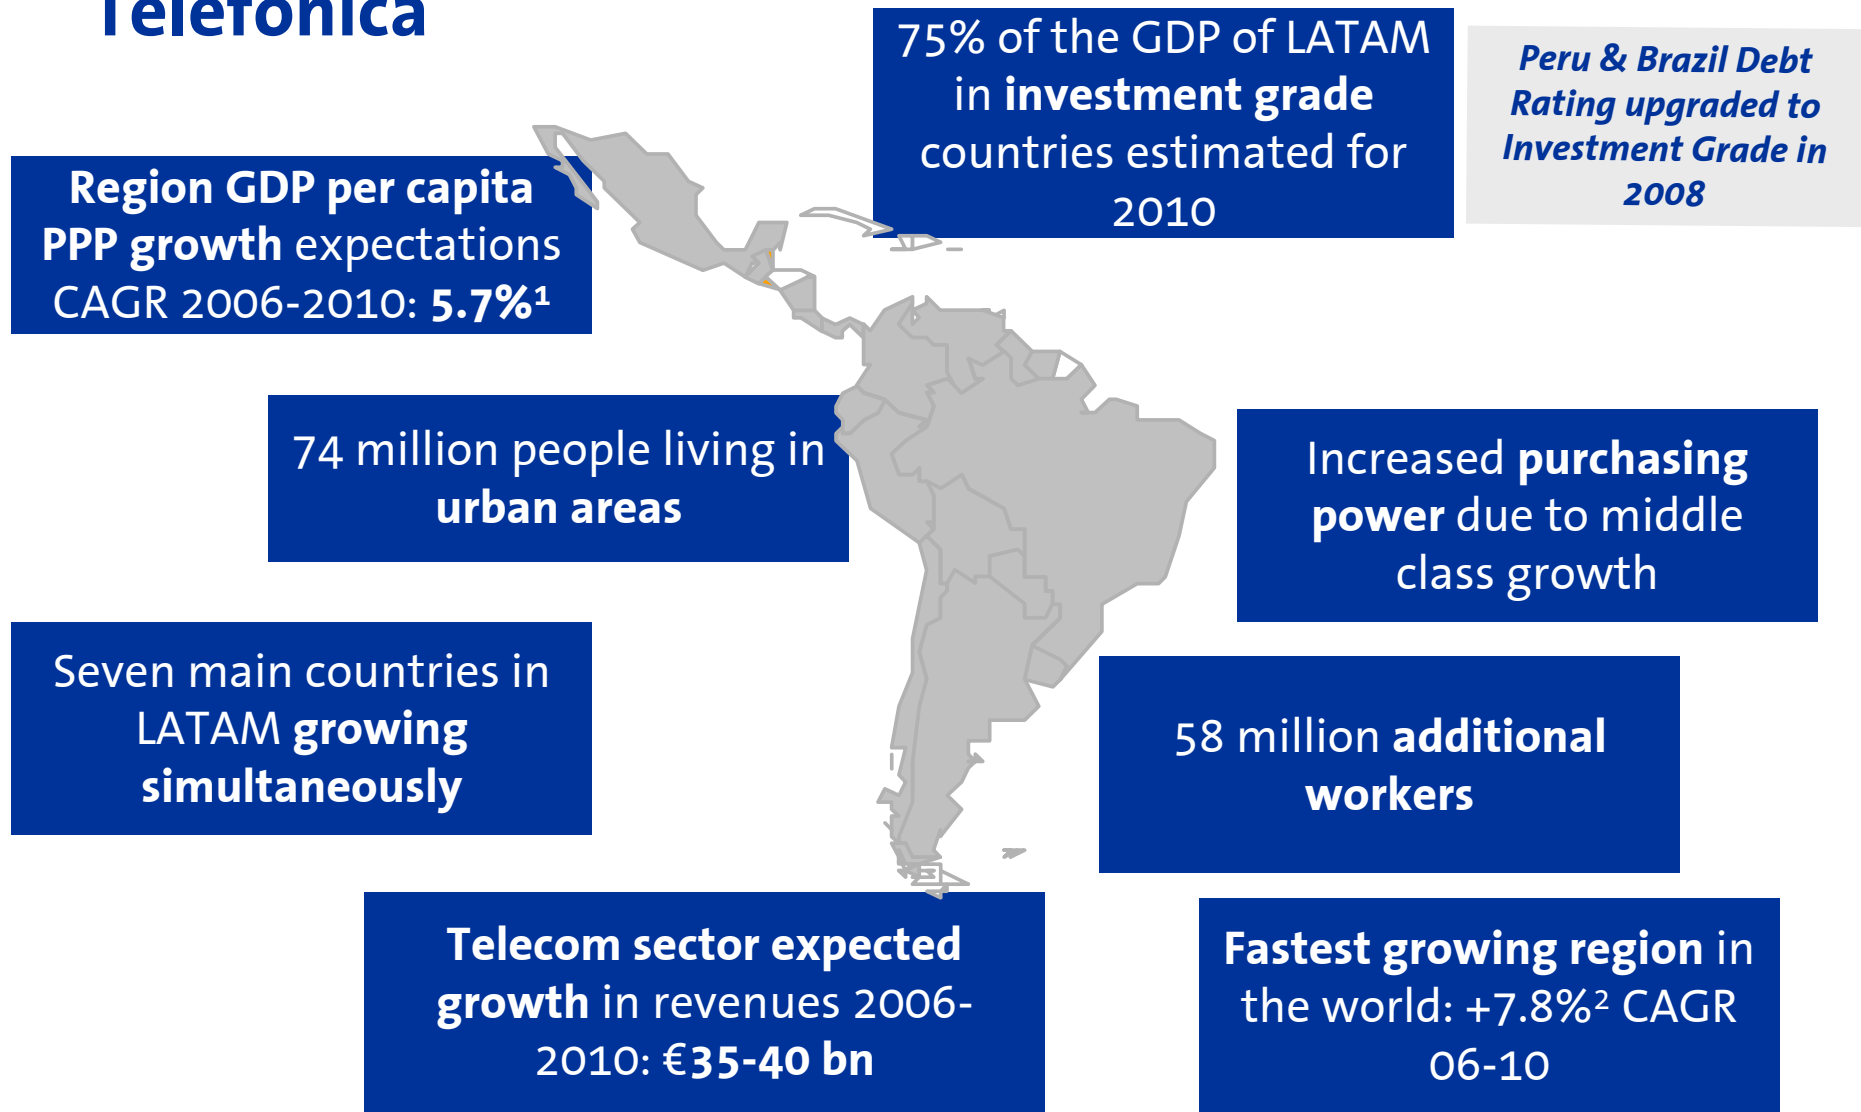 Telefónica
75% of the GDP of LATAM
in investment grade
countries estimated for
2010
Peru & Brazil Debt
Rating upgraded to
Investment Grade in
2008
Region GDP per capita
PPP growth expectations
CAGR 2006-2010: 5.7%¹
74 million people living in
urban areas
Increased purchasing
power due to middle
class growth
Seven main countries in
LATAM growing
simultaneously
58 million additional
workers
Telecom sector expected
growth in revenues 2006-
2010: €35-40 bn
Fastest growing region in
the world: +7.8%² CAGR
06-10